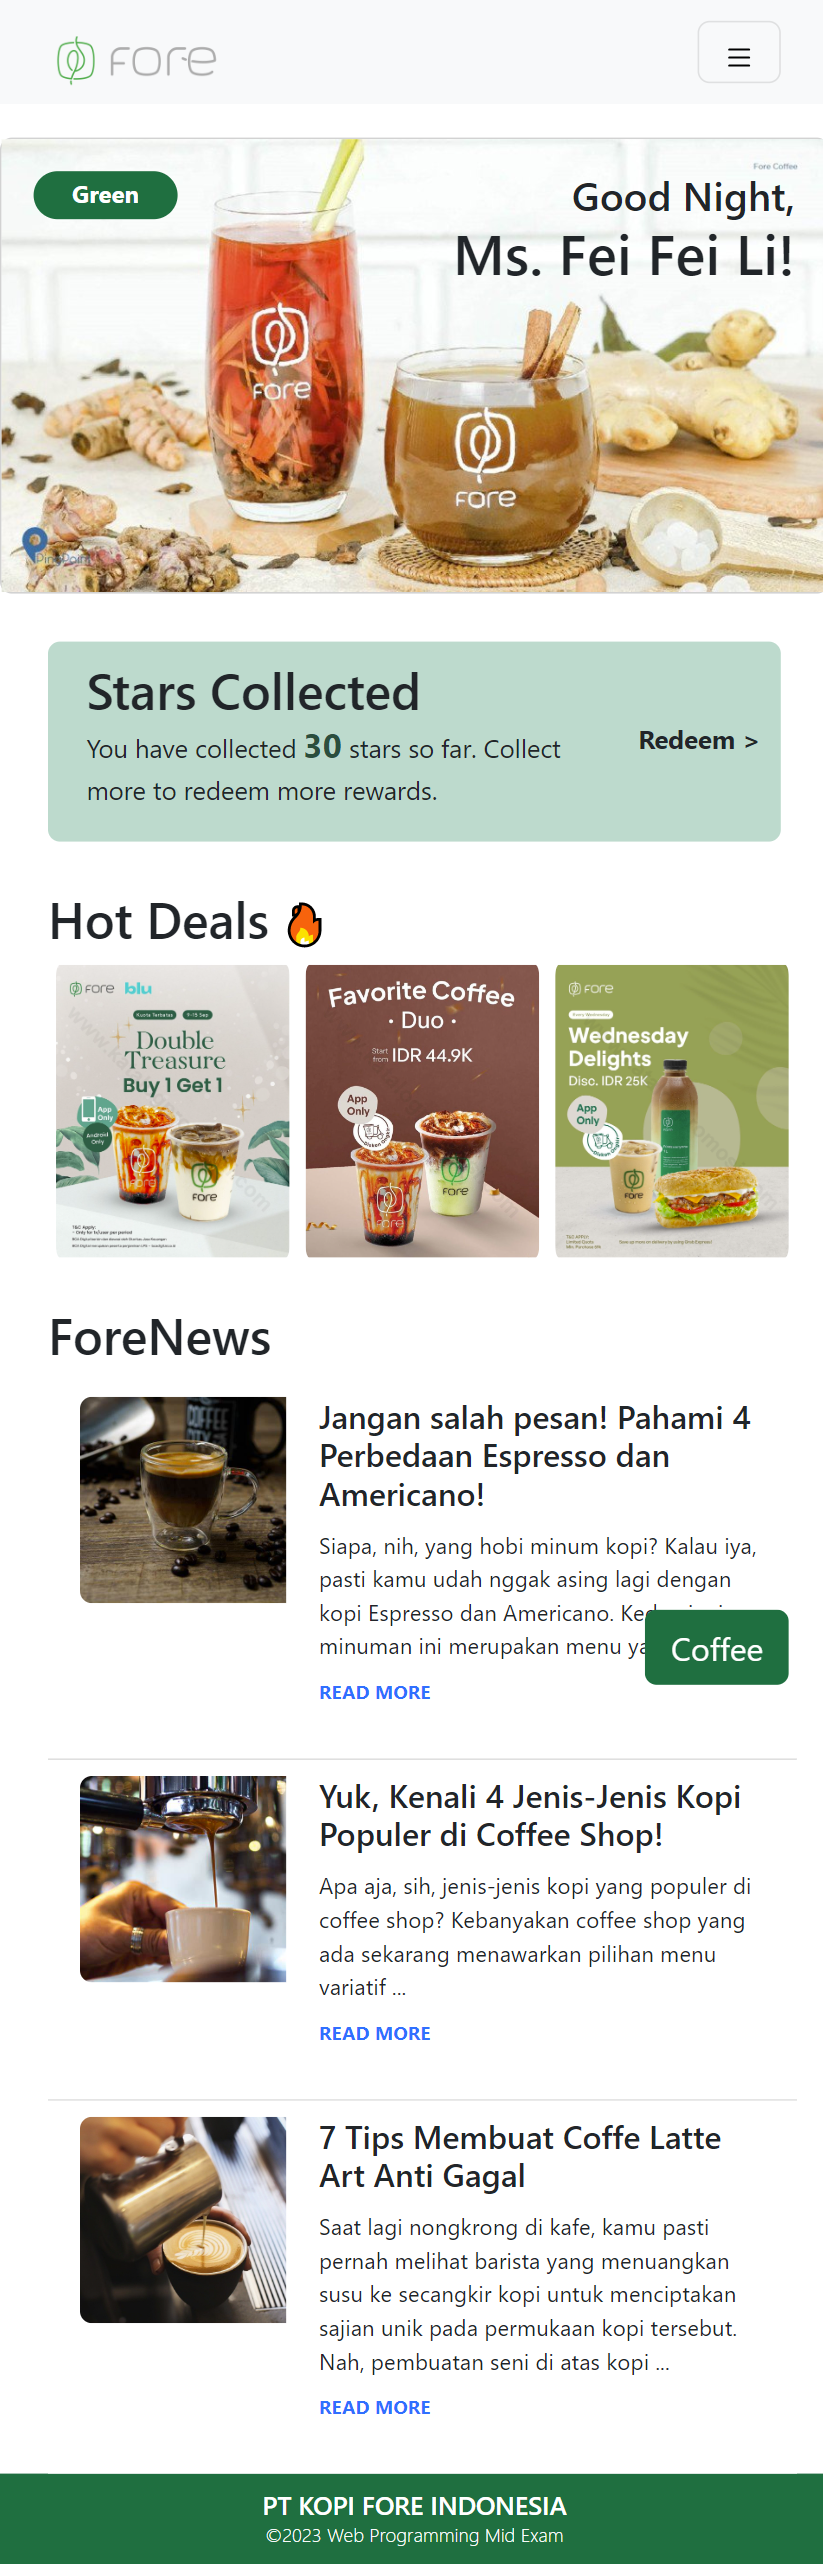 fore
Green
Fore Coffee
Good Night,
Ms. Fei Fei Li!
FORE
FORE
PinPoint
Stars Collected
You have collected 30 stars so far. Collect
more to redeem more rewards.
Redeem >
Hot Deals
FORE blu
Kuota Terbatas 9-15 Sep
Double
Treasure
Buy 1 Get 1
App
Only
Android
Only
FORE
T&C Apply:
Favorite Coffee
· Duo ·
Start
from IDR 44.9K
App
Only
FORE
FORE
FORE
Every Wednesday
Wednesday
Delights
Disc. IDR 25K
App
Only
FORE
ForeNews
Jangan salah pesan! Pahami 4
Perbedaan Espresso dan
Americano!
Siapa, nih, yang hobi minum kopi? Kalau iya,
pasti kamu udah nggak asing lagi dengan
kopi Espresso dan Americano.
minuman ini merupakan menu
Coffee
READ MORE
Yuk, Kenali 4 Jenis-Jenis Kopi
Populer di Coffee Shop!
Apa aja, sih, jenis-jenis kopi yang populer di
coffee shop? Kebanyakan coffee shop yang
ada sekarang menawarkan pilihan menu
variatif ...
READ MORE
7 Tips Membuat Coffe Latte
Art Anti Gagal
Saat lagi nongkrong di kafe, kamu pasti
pernah melihat barista yang menuangkan
susu ke secangkir kopi untuk menciptakan
sajian unik pada permukaan kopi tersebut.
Nah, pembuatan seni di atas kopi ...
READ MORE
PT KOPI FORE INDONESIA
©2023 Web Programming Mid Exam